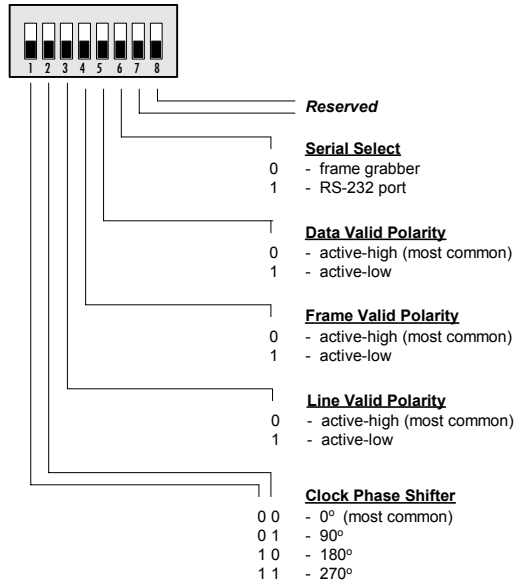 1 2 3 4 5 6 7 8
Reserved
Serial Select
0 - frame grabber
1 - RS-232 port
Data Valid Polarity
0 - active-high (most common)
1 - active-low
Frame Valid Polarity
0 - active-high (most common)
1 - active-low
Line Valid Polarity
0 - active-high (most common)
1 - active-low
Clock Phase Shifter
0 0 - 0º (most common)
0 1 - 90º
1 0 - 180º
1 1 - 270º